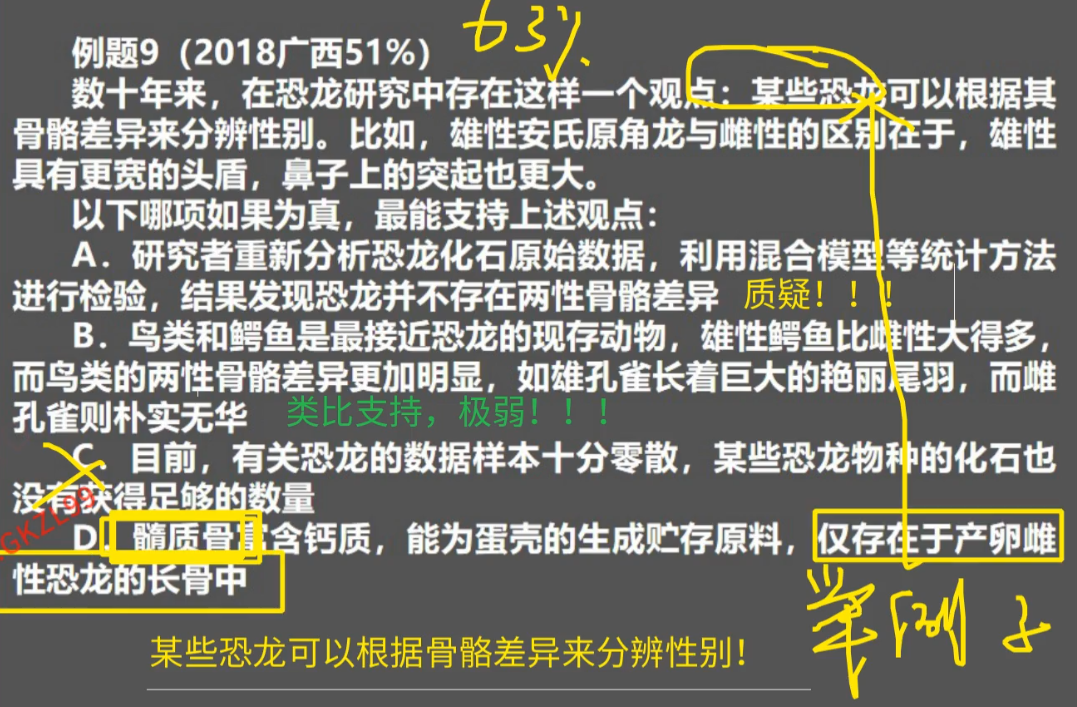 63%
例题9（2018广西51%）
数十年来，在恐龙研究中存在这样一个观点：某些恐龙可以根据其
骨骼差异来分辨性别。比如，雄性安氏原角龙与雌性的区别在于，雄性
具有更宽的头盾，鼻子上的突起也更大。
以下哪项如果为真，最能支持上述观点：
A．研究者重新分析恐龙化石原始数据，利用混合模型等统计方法
进行检验，结果发现恐龙并不存在两性骨骼差异 质疑！！！
B．鸟类和鳄鱼是最接近恐龙的现存动物，雄性鳄鱼比雌性大得多，
而鸟类的两性骨骼差异更加明显，如雄孔雀长着巨大的艳丽尾羽，而雌
孔雀则朴实无华 类比支持，极弱！！！
C．目前，有关恐龙的数据样本十分零散，某些恐龙物种的化石也
没有获得足够的数量
GKZL99
D．髓质骨富含钙质，能为蛋壳的生成贮存原料，仅存在于产卵雌
性恐龙的长骨中
举例子
某些恐龙可以根据骨骼差异来分辨性别！